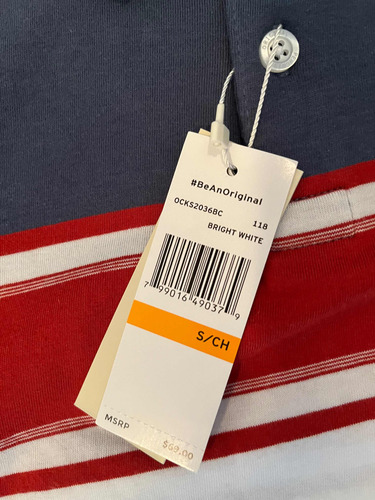 #BeAnOriginal
OCKS2036BC 118
BRIGHT WHITE
7 99016 49037 9
S/CH
MSRP $69.00